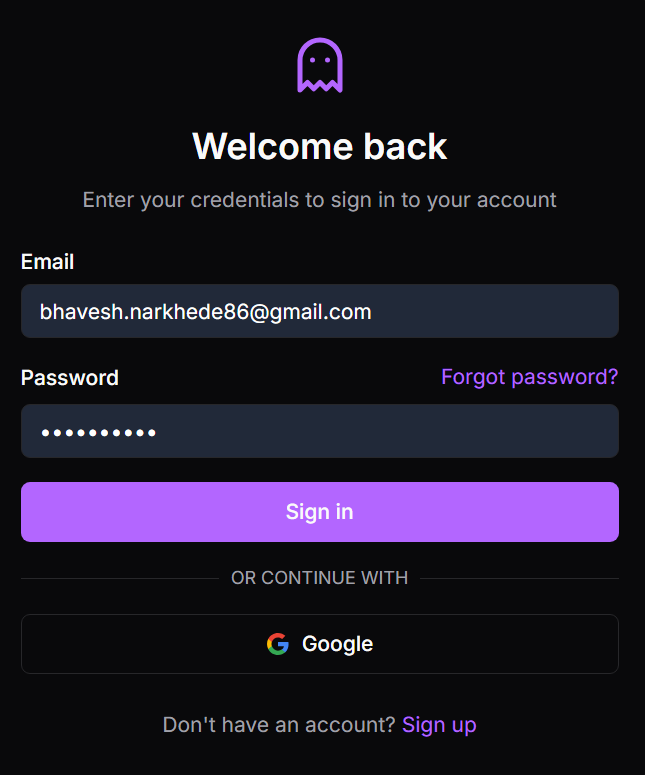 Welcome back
Enter your credentials to sign in to your account
Email
bhavesh.narkhede86@gmail.com
Password Forgot password?
••••••••••
Sign in
OR CONTINUE WITH
Google
Don't have an account? Sign up